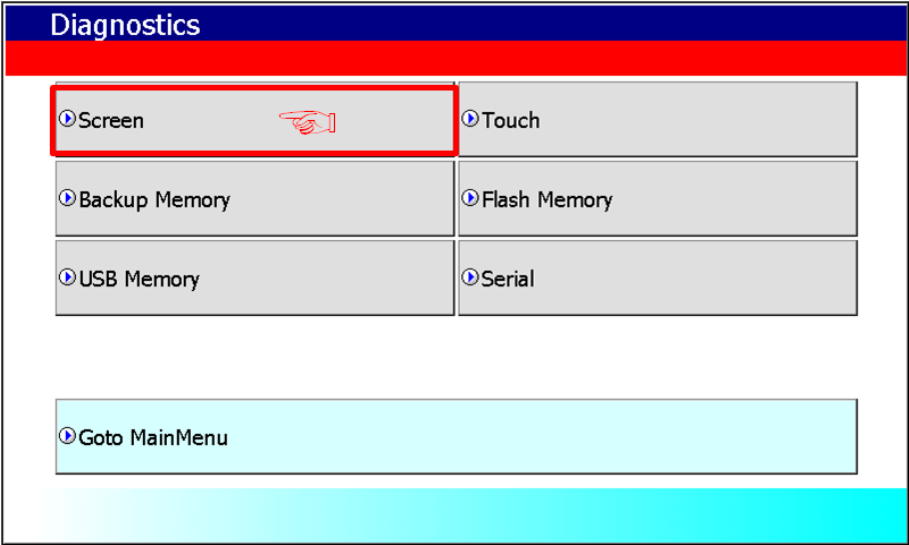 Diagnostics
Screen
Touch
Backup Memory
Flash Memory
USB Memory
Serial
Goto MainMenu